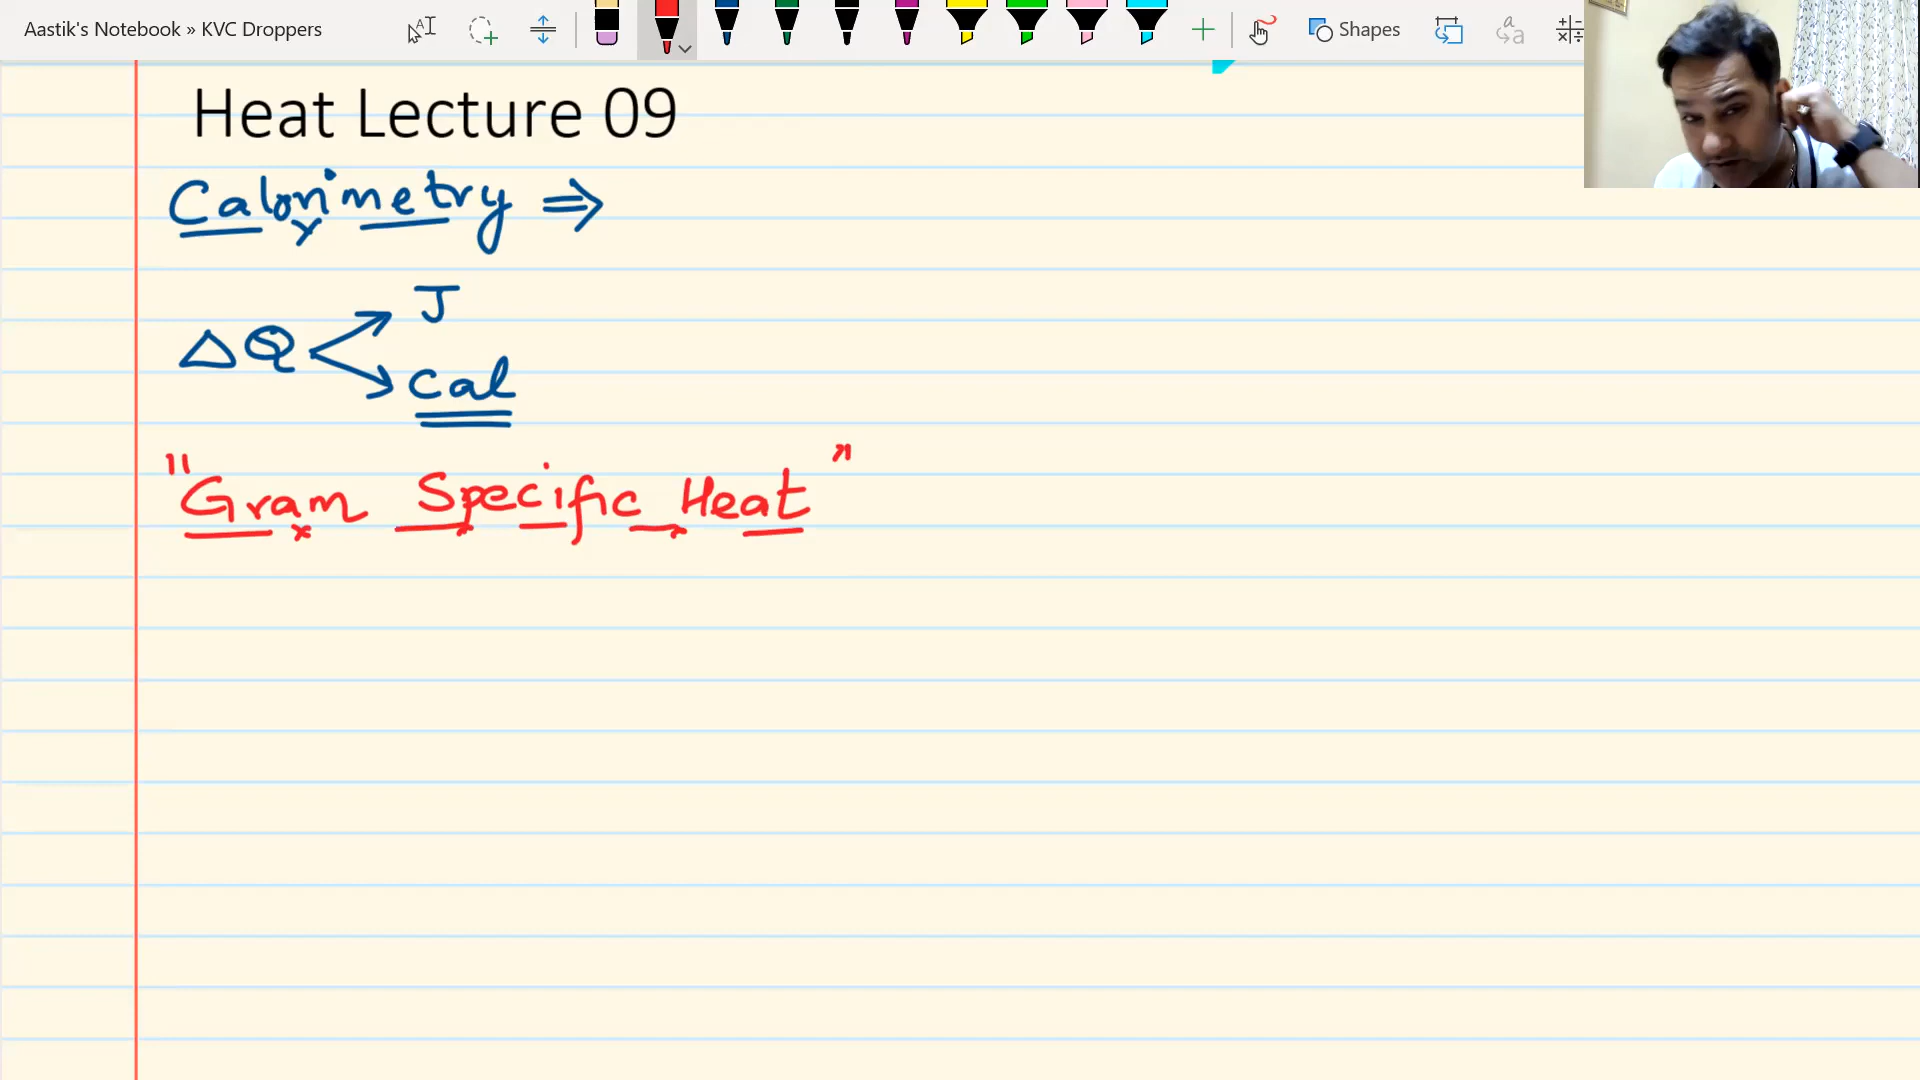 Aastik's Notebook » KVC Droppers
Shapes
Heat Lecture 09
Calorimetry ⇒
J
ΔQ
Cal
"Gram Specific Heat"